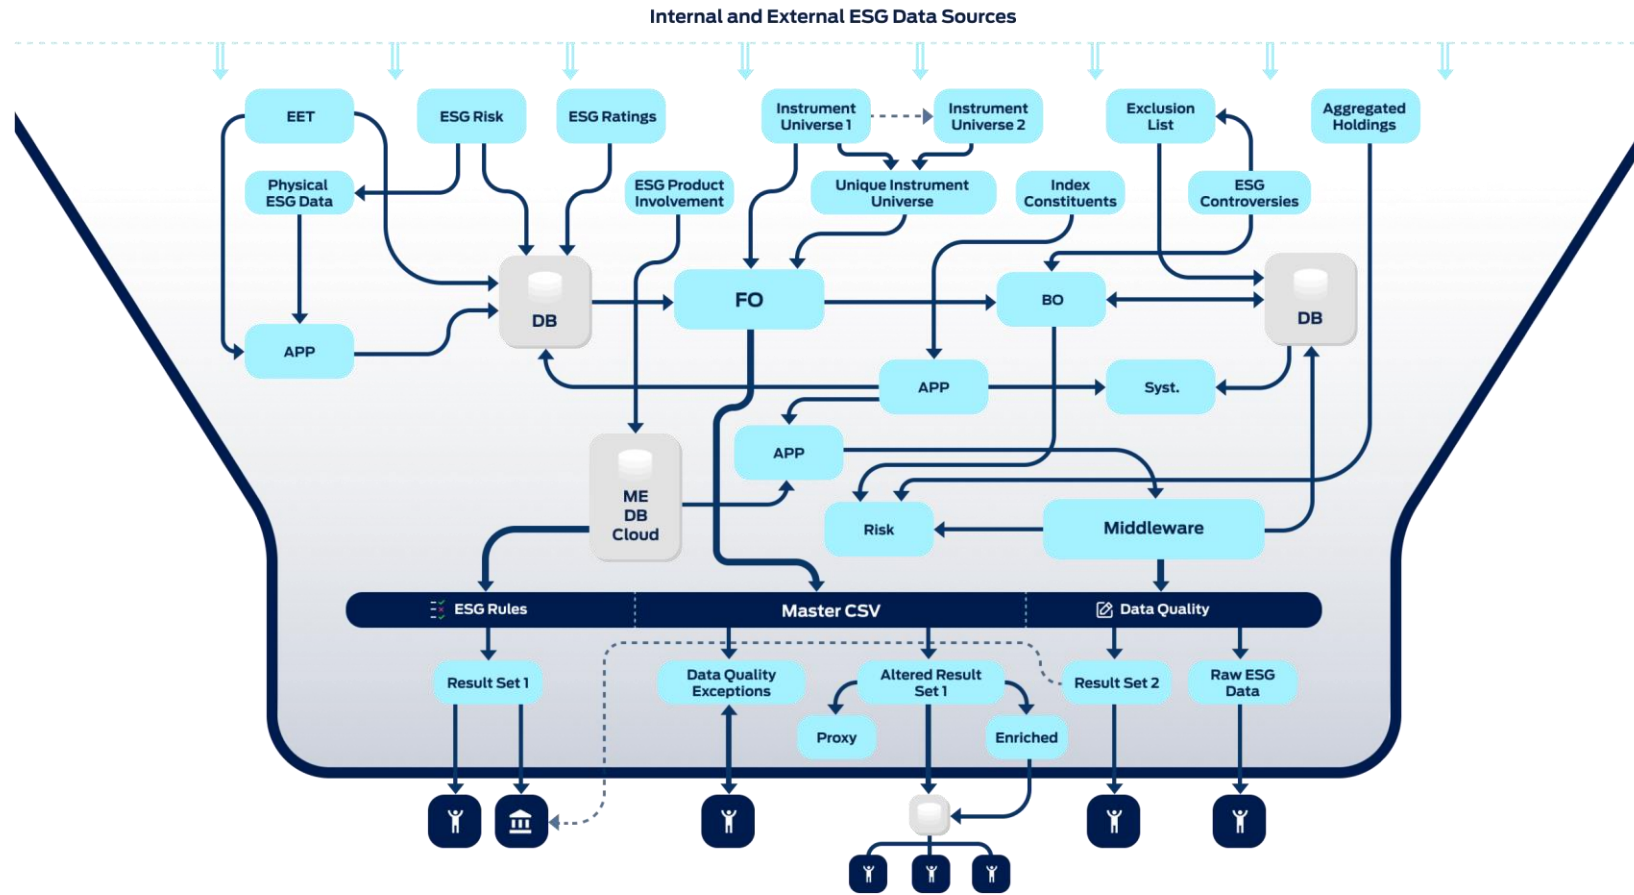 Internal and External ESG Data Sources
EET
ESG Risk
ESG Ratings
Instrument
Universe 1
Instrument
Universe 2
Exclusion
List
Aggregated
Holdings
Physical
ESG Data
ESG Product
Involvement
Unique Instrument
Universe
Index
Constituents
ESG
Controversies
DB
FO
BO
DB
APP
APP
Syst.
APP
ME
DB
Cloud
Risk
Middleware
ESG Rules
Master CSV
Data Quality
Result Set 1
Data Quality
Exceptions
Altered Result
Set 1
Result Set 2
Raw ESG
Data
Proxy
Enriched